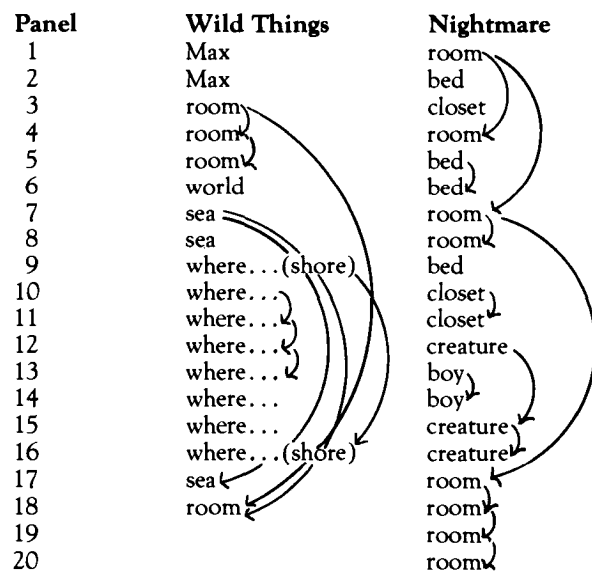 Panel Wild Things Nightmare
1 Max room
2 Max bed
3 room closet
4 room room
5 room bed
6 world bed
7 sea room
8 sea room
9 where...(shore) bed
10 where... closet
11 where... closet
12 where... creature
13 where... boy
14 where... boy
15 where... creature
16 where...(shore) creature
17 sea room
18 room room
19 room
20 room